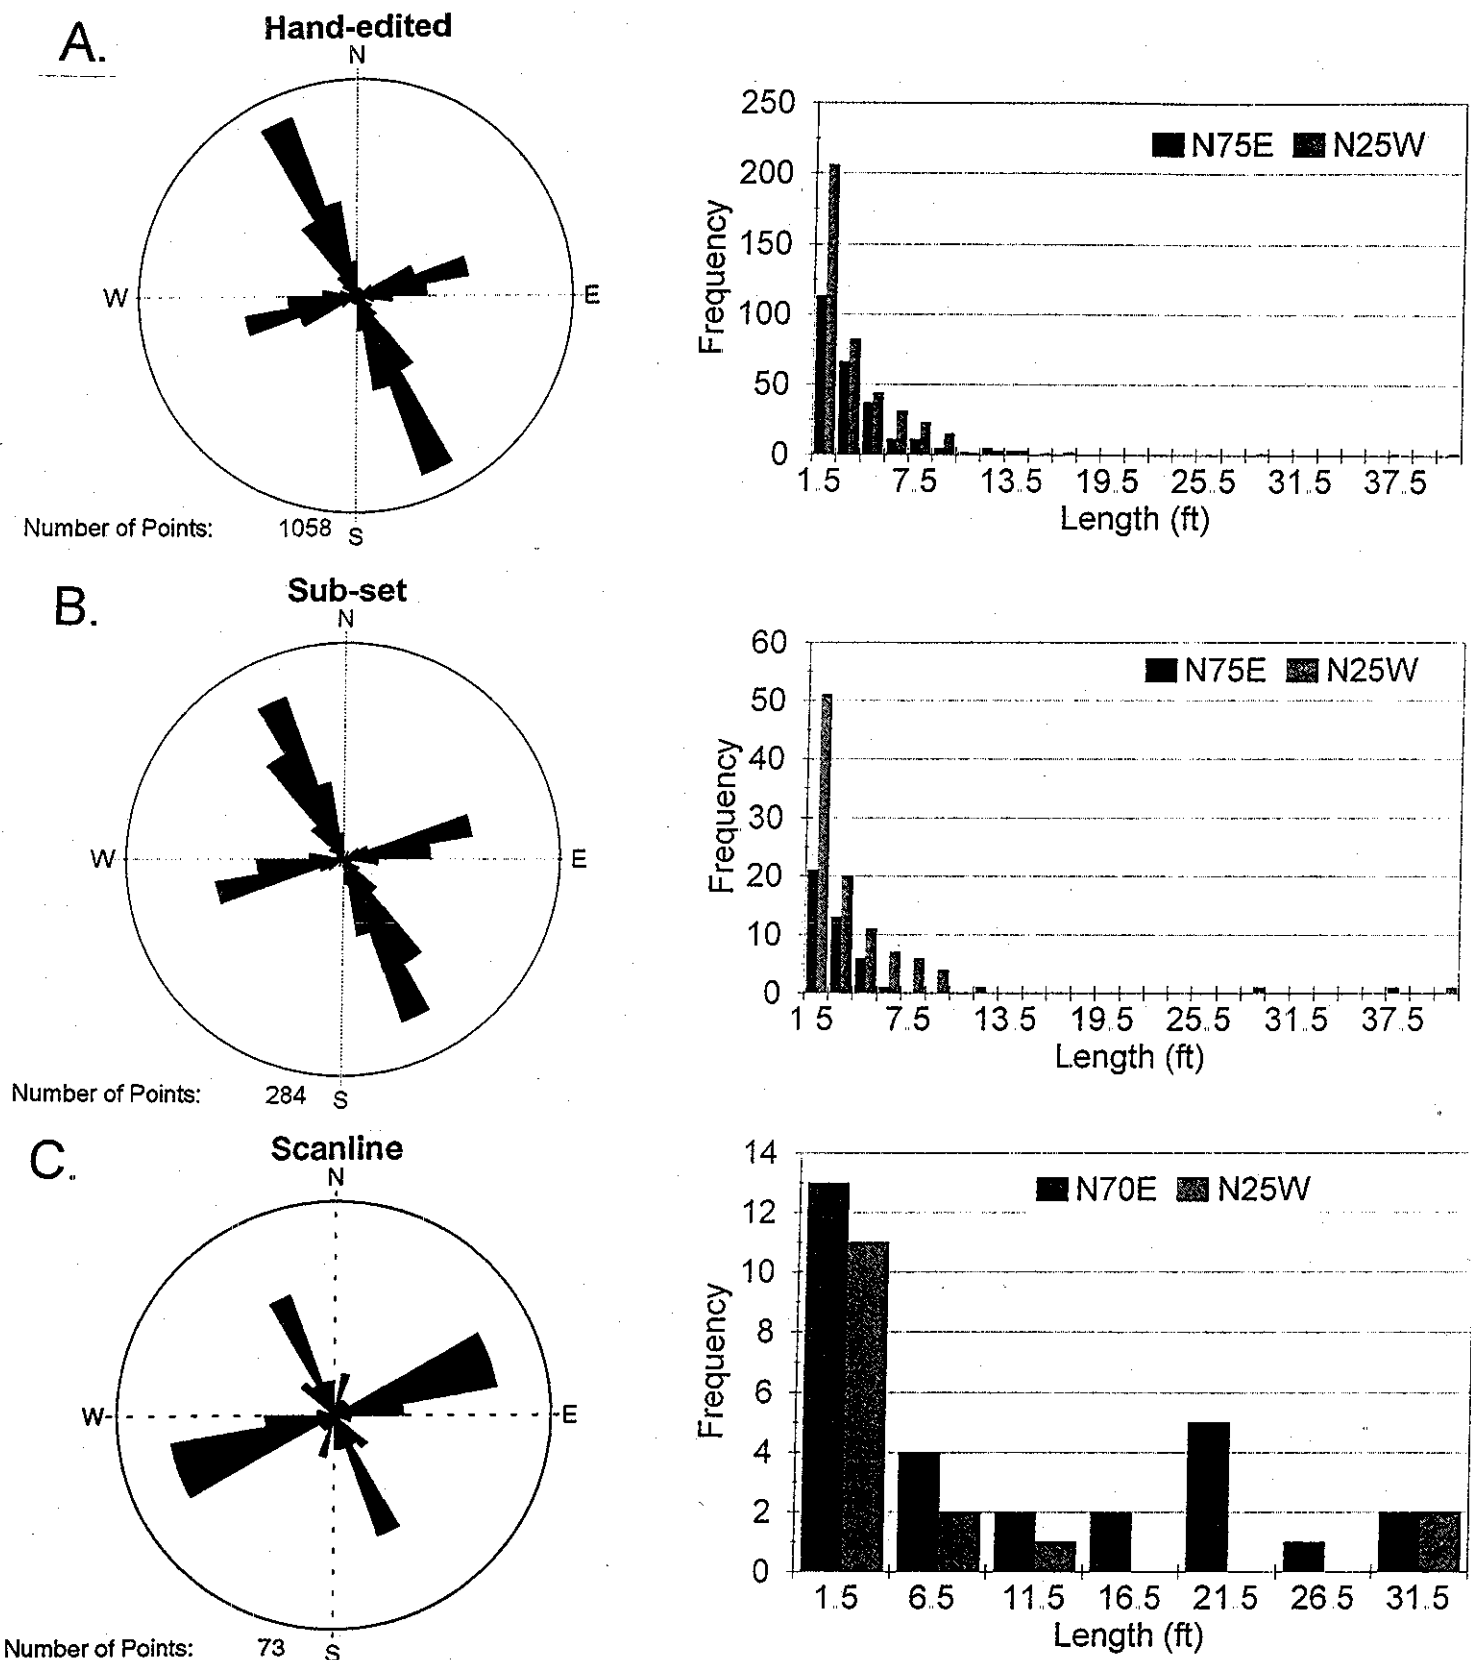 A.
Hand-edited
N
W
E
S
Number of Points: 1058
250
200
150
100
50
0
Frequency
N75E N25W
1.5 7.5 13.5 19.5 25.5 31.5 37.5
Length (ft)
B.
Sub-set
N
W
E
S
Number of Points: 284
60
50
40
30
20
10
0
Frequency
N75E N25W
1 5 7.5 13.5 19.5 25.5 31.5 37.5
Length (ft)
C.
Scanline
N
W
E
S
Number of Points: 73
14
12
10
8
6
4
2
0
Frequency
N70E N25W
1.5 6.5 11.5 16.5 21.5 26.5 31.5
Length (ft)